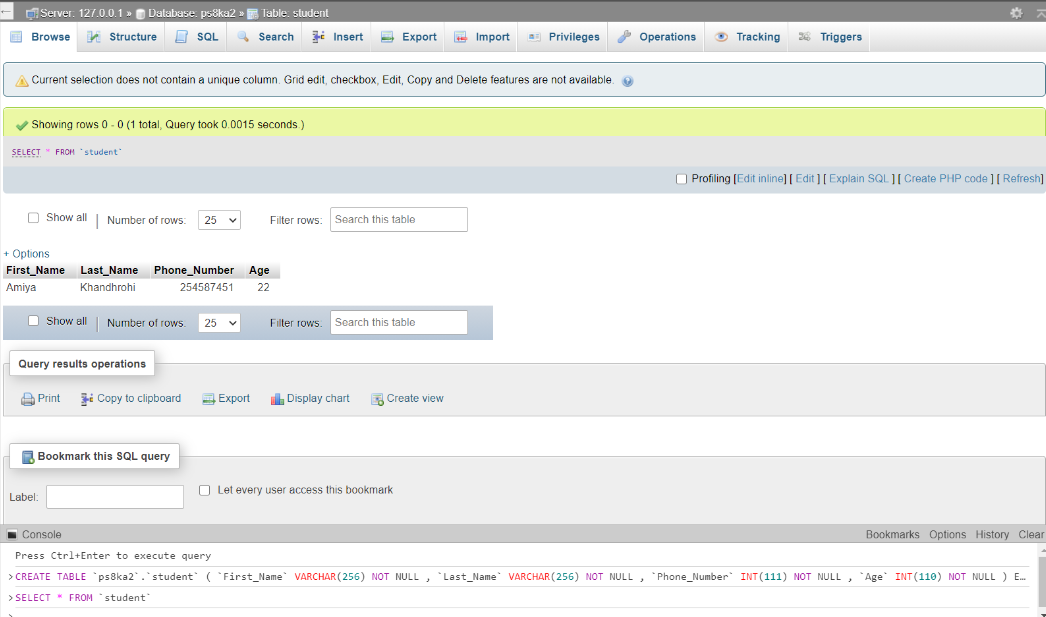 Server: 127.0.0.1 » Database: ps8ka2 » Table: student
Browse Structure SQL Search Insert Export Import Privileges Operations Tracking Triggers
Current selection does not contain a unique column. Grid edit, checkbox, Edit, Copy and Delete features are not available.
Showing rows 0 - 0 (1 total, Query took 0.0015 seconds.)
SELECT * FROM `student`
Profiling [Edit inline] [ Edit ] [ Explain SQL ] [ Create PHP code ] [ Refresh]
Show all | Number of rows: 25 Filter rows: Search this table
+ Options
First_Name Last_Name Phone_Number Age
Amiya Khandhrohi 254587451 22
Show all | Number of rows: 25 Filter rows: Search this table
Query results operations
Print Copy to clipboard Export Display chart Create view
Bookmark this SQL query
Label: Let every user access this bookmark
Console Bookmarks Options History Clear
Press Ctrl+Enter to execute query
>CREATE TABLE `ps8ka2`.`student` ( `First_Name` VARCHAR(256) NOT NULL , `Last_Name` VARCHAR(256) NOT NULL , `Phone_Number` INT(111) NOT NULL , `Age` INT(110) NOT NULL ) E…
>SELECT * FROM `student`
>